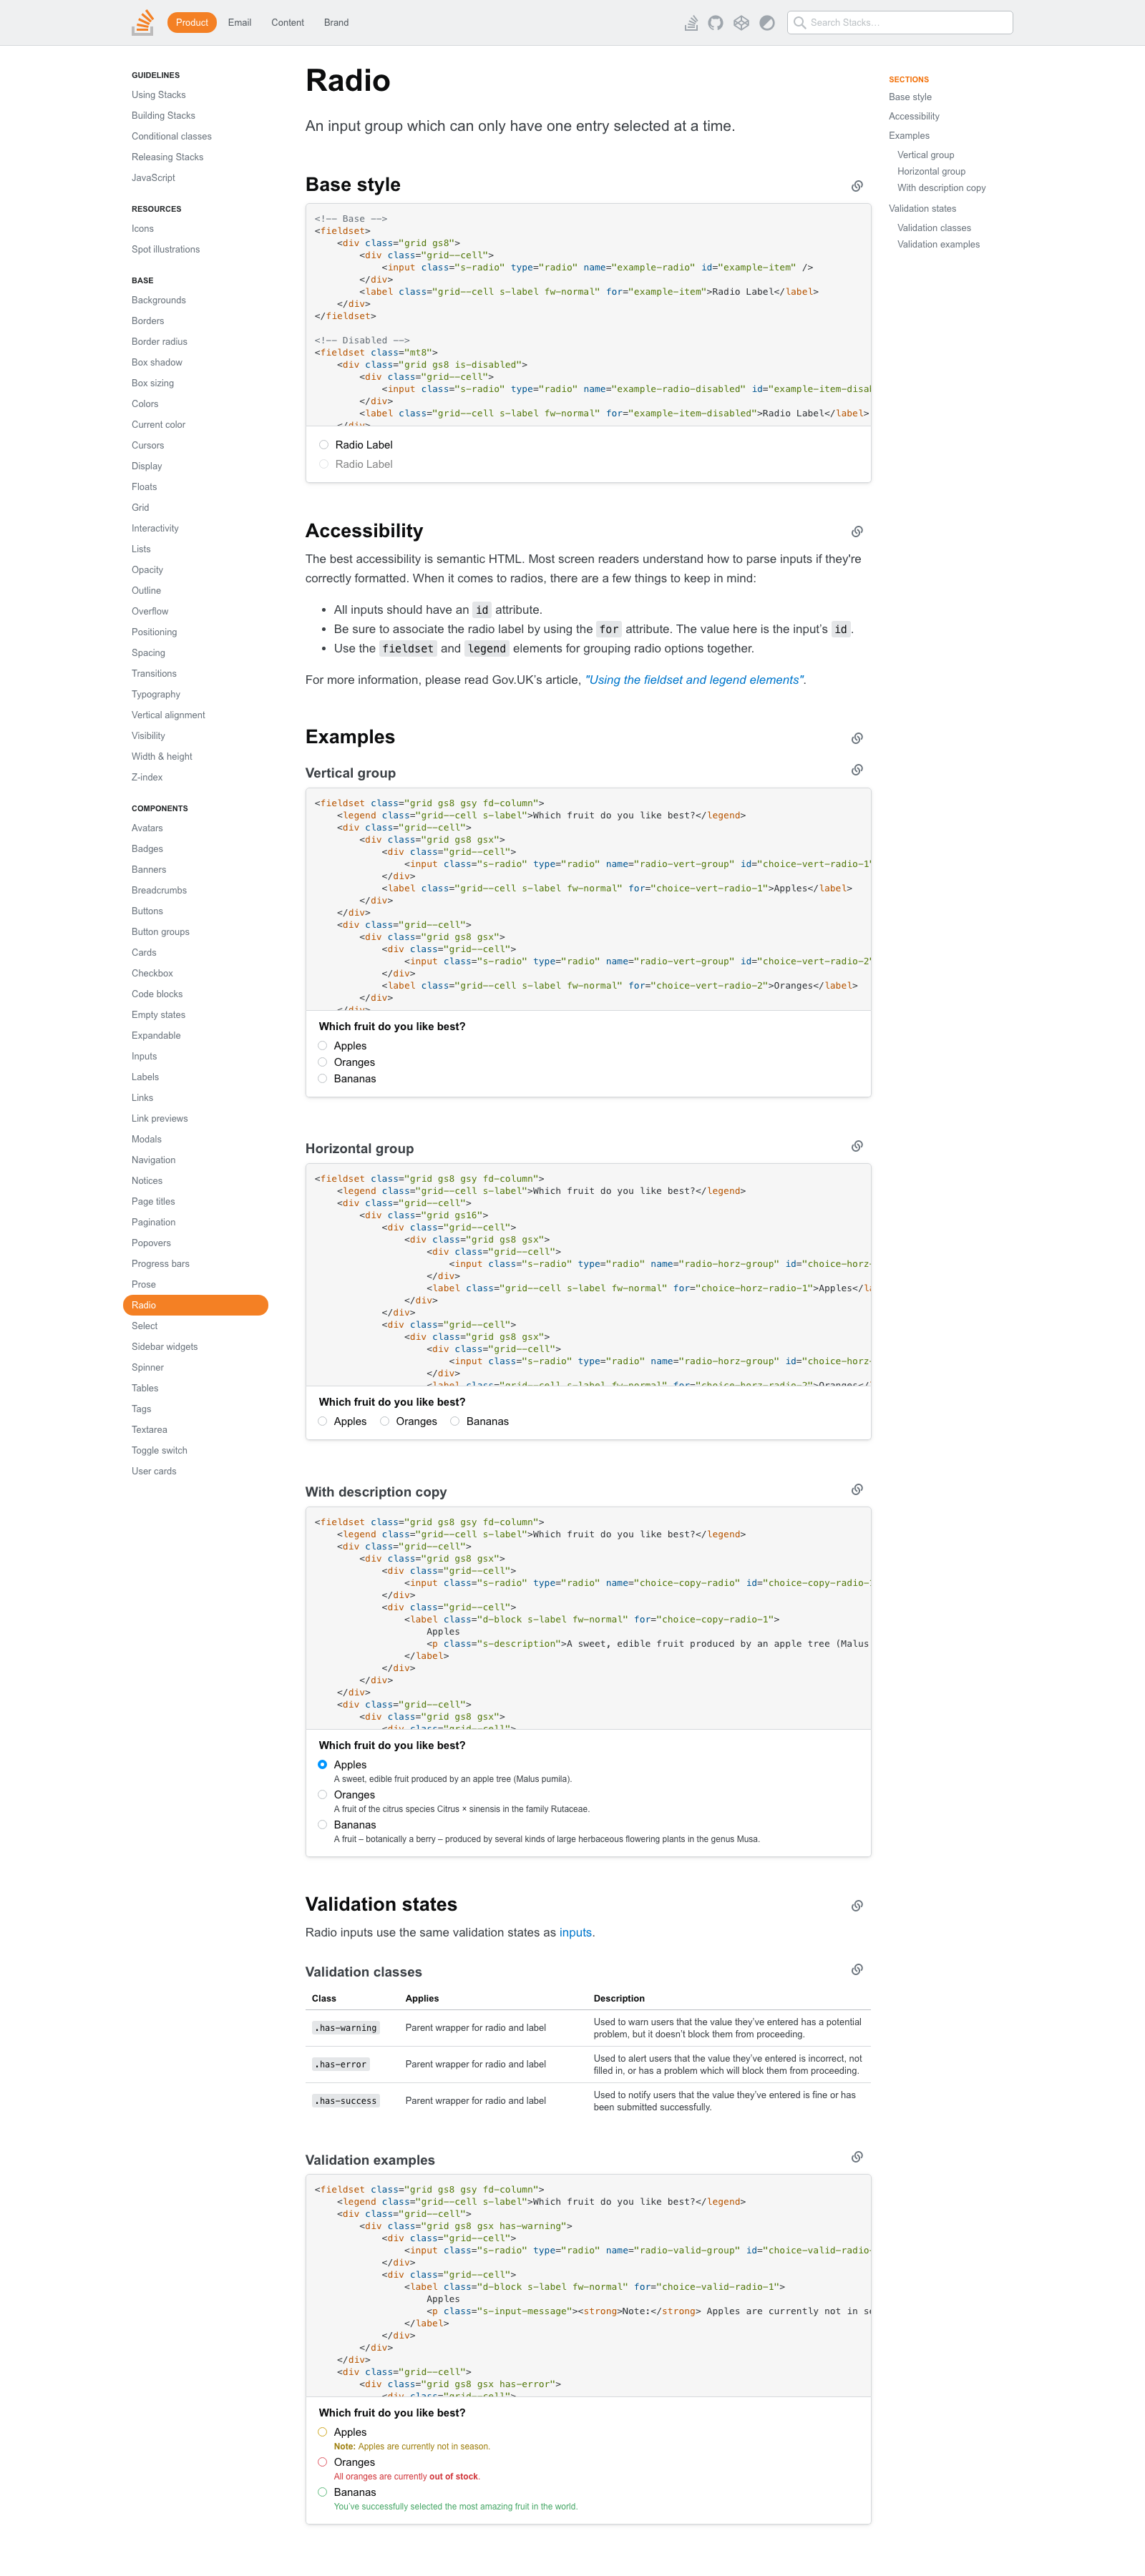 Product Email Content Brand
Search Stacks...
GUIDELINES
Using Stacks
Building Stacks
Conditional classes
Releasing Stacks
JavaScript
RESOURCES
Icons
Spot illustrations
BASE
Backgrounds
Borders
Border radius
Box shadow
Box sizing
Colors
Current color
Cursors
Display
Floats
Grid
Interactivity
Lists
Opacity
Outline
Overflow
Positioning
Spacing
Transitions
Typography
Vertical alignment
Visibility
Width & height
Z-index
COMPONENTS
Avatars
Badges
Banners
Breadcrumbs
Buttons
Button groups
Cards
Checkbox
Code blocks
Empty states
Expandable
Inputs
Labels
Links
Link previews
Modals
Navigation
Notices
Page titles
Pagination
Popovers
Progress bars
Prose
Radio
Select
Sidebar widgets
Spinner
Tables
Tags
Textarea
Toggle switch
User cards
Radio
An input group which can only have one entry selected at a time.
Base style
<!-- Base -->
<fieldset>
<div class="grid gs8">
<div class="grid--cell">
<input class="s-radio" type="radio" name="example-radio" id="example-item" />
</div>
<label class="grid--cell s-label fw-normal" for="example-item">Radio Label</label>
</div>
</fieldset>
<!-- Disabled -->
<fieldset class="mt8">
<div class="grid gs8 is-disabled">
<div class="grid--cell">
<input class="s-radio" type="radio" name="example-radio-disabled" id="example-item-disab
</div>
<label class="grid--cell s-label fw-normal" for="example-item-disabled">Radio Label</label>
</div>
Radio Label
Radio Label
Accessibility
The best accessibility is semantic HTML. Most screen readers understand how to parse inputs if they're
correctly formatted. When it comes to radios, there are a few things to keep in mind:
• All inputs should have an id attribute.
• Be sure to associate the radio label by using the for attribute. The value here is the input's id.
• Use the fieldset and legend elements for grouping radio options together.
For more information, please read Gov.UK's article, "Using the fieldset and legend elements".
Examples
Vertical group
<fieldset class="grid gs8 gsy fd-column">
<legend class="grid--cell s-label">Which fruit do you like best?</legend>
<div class="grid--cell">
<div class="grid gs8 gsx">
<div class="grid--cell">
<input class="s-radio" type="radio" name="radio-vert-group" id="choice-vert-radio-1"
</div>
<label class="grid--cell s-label fw-normal" for="choice-vert-radio-1">Apples</label>
</div>
</div>
<div class="grid--cell">
<div class="grid gs8 gsx">
<div class="grid--cell">
<input class="s-radio" type="radio" name="radio-vert-group" id="choice-vert-radio-2"
</div>
<label class="grid--cell s-label fw-normal" for="choice-vert-radio-2">Oranges</label>
</div>
</div>
Which fruit do you like best?
Apples
Oranges
Bananas
Horizontal group
<fieldset class="grid gs8 gsy fd-column">
<legend class="grid--cell s-label">Which fruit do you like best?</legend>
<div class="grid--cell">
<div class="grid gs16">
<div class="grid--cell">
<div class="grid gs8 gsx">
<div class="grid--cell">
<input class="s-radio" type="radio" name="radio-horz-group" id="choice-horz-
</div>
<label class="grid--cell s-label fw-normal" for="choice-horz-radio-1">Apples</la
</div>
</div>
<div class="grid--cell">
<div class="grid gs8 gsx">
<div class="grid--cell">
<input class="s-radio" type="radio" name="radio-horz-group" id="choice-horz-
</div>
<label class="grid--cell s-label fw-normal" for="choice-horz-radio-2">Oranges</l
Which fruit do you like best?
Apples Oranges Bananas
With description copy
<fieldset class="grid gs8 gsy fd-column">
<legend class="grid--cell s-label">Which fruit do you like best?</legend>
<div class="grid--cell">
<div class="grid gs8 gsx">
<div class="grid--cell">
<input class="s-radio" type="radio" name="choice-copy-radio" id="choice-copy-radio-1
</div>
<div class="grid--cell">
<label class="d-block s-label fw-normal" for="choice-copy-radio-1">
Apples
<p class="s-description">A sweet, edible fruit produced by an apple tree (Malus
</label>
</div>
</div>
</div>
<div class="grid--cell">
<div class="grid gs8 gsx">
<div class="grid--cell">
Which fruit do you like best?
Apples
A sweet, edible fruit produced by an apple tree (Malus pumila).
Oranges
A fruit of the citrus species Citrus × sinensis in the family Rutaceae.
Bananas
A fruit – botanically a berry – produced by several kinds of large herbaceous flowering plants in the genus Musa.
Validation states
Radio inputs use the same validation states as inputs.
Validation classes
Class Applies Description
.has-warning Parent wrapper for radio and label Used to warn users that the value they've entered has a potential
problem, but it doesn't block them from proceeding.
.has-error Parent wrapper for radio and label Used to alert users that the value they've entered is incorrect, not
filled in, or has a problem which will block them from proceeding.
.has-success Parent wrapper for radio and label Used to notify users that the value they've entered is fine or has
been submitted successfully.
Validation examples
<fieldset class="grid gs8 gsy fd-column">
<legend class="grid--cell s-label">Which fruit do you like best?</legend>
<div class="grid--cell">
<div class="grid gs8 gsx has-warning">
<div class="grid--cell">
<input class="s-radio" type="radio" name="radio-valid-group" id="choice-valid-radio-
</div>
<div class="grid--cell">
<label class="d-block s-label fw-normal" for="choice-valid-radio-1">
Apples
<p class="s-input-message"><strong>Note:</strong> Apples are currently not in se
</label>
</div>
</div>
</div>
<div class="grid--cell">
<div class="grid gs8 gsx has-error">
<div class="grid--cell">
Which fruit do you like best?
Apples
Note: Apples are currently not in season.
Oranges
All oranges are currently out of stock.
Bananas
You've successfully selected the most amazing fruit in the world.
SECTIONS
Base style
Accessibility
Examples
Vertical group
Horizontal group
With description copy
Validation states
Validation classes
Validation examples